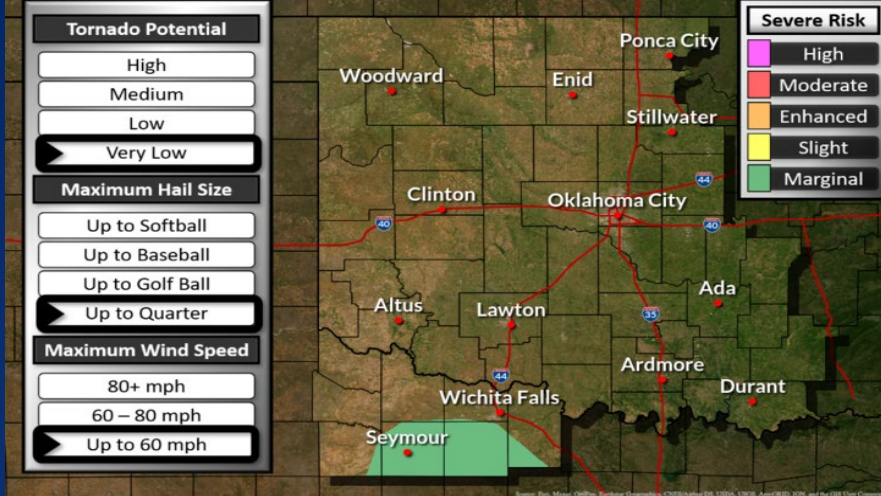 Tornado Potential
High
Medium
Low
Very Low
Maximum Hail Size
Up to Softball
Up to Baseball
Up to Golf Ball
Up to Quarter
Maximum Wind Speed
80+ mph
60 – 80 mph
Up to 60 mph
Severe Risk
High
Moderate
Enhanced
Slight
Marginal
Ponca City
Woodward
Enid
Stillwater
44
Clinton
Oklahoma City
40
40
Ada
Altus
Lawton
35
Ardmore
44
Durant
Wichita Falls
Seymour